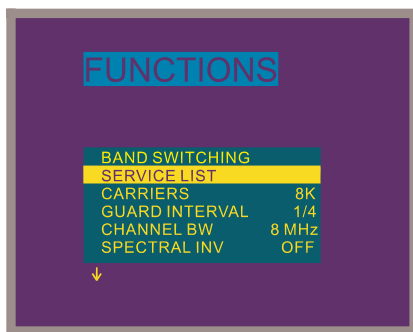 FUNCTIONS
BAND SWITCHING
SERVICE LIST
CARRIERS 8K
GUARD INTERVAL 1/4
CHANNEL BW 8 MHz
SPECTRAL INV OFF